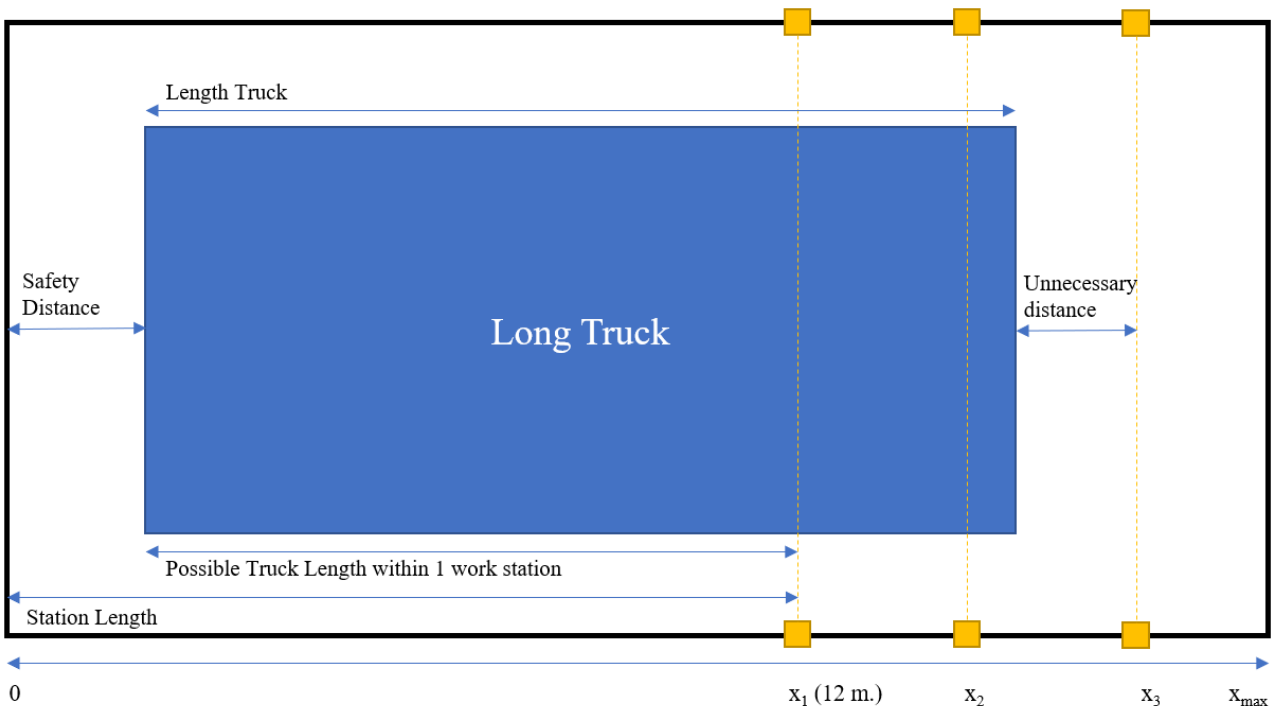 Length Truck
Safety
Distance
Unnecessary
distance
Long Truck
Possible Truck Length within 1 work station
Station Length
0
x₁ (12 m.)
x₂
x₃
xₘₐₓ